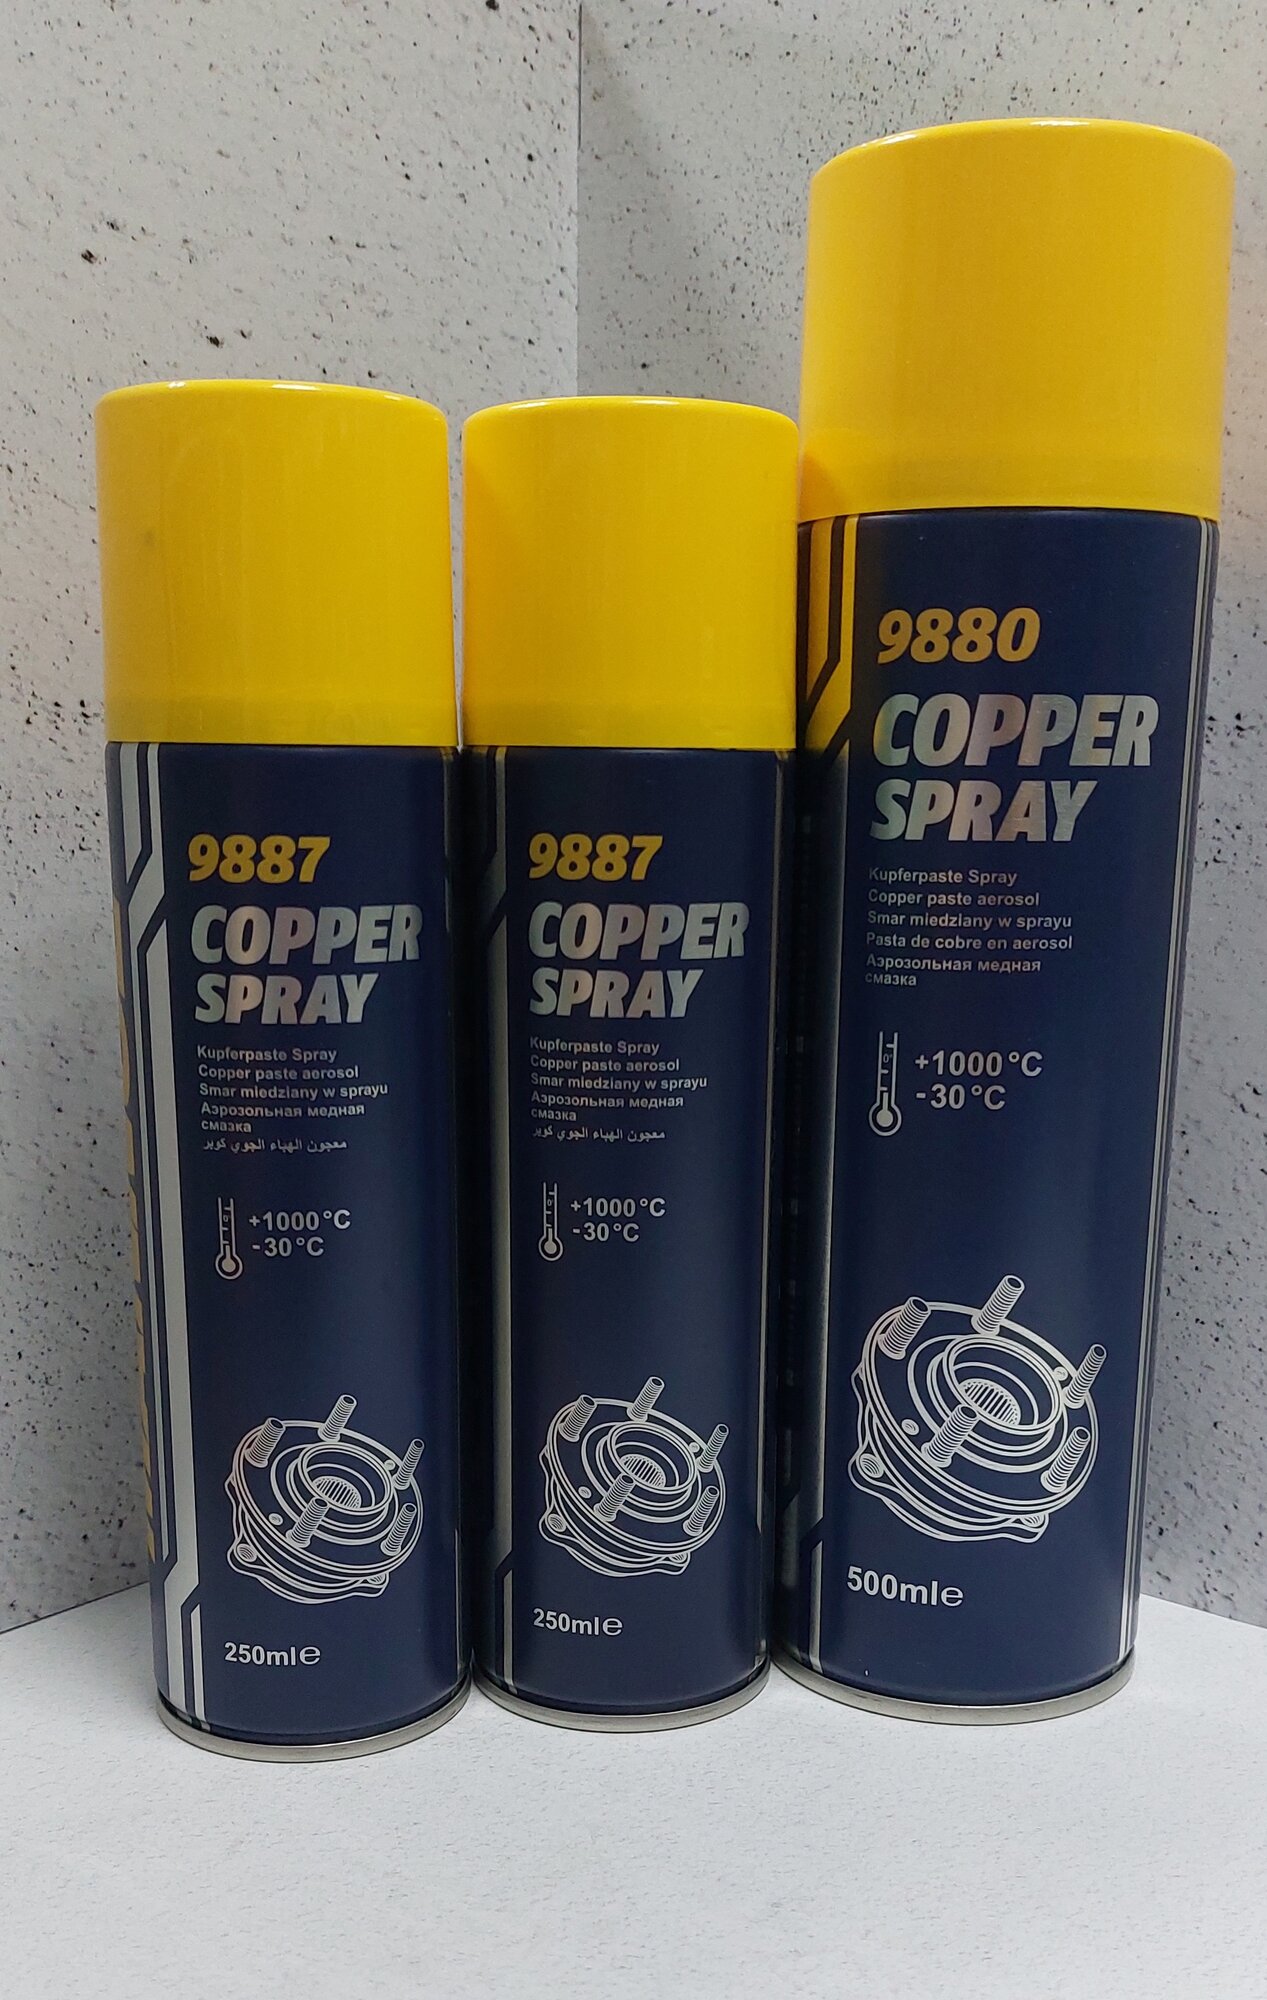 9887
COPPER
SPRAY
Kupferpaste Spray
Copper paste aerosol
Smar miedziany w sprayu
Аэрозольная медная
смазка
معجون الهباء الجوي كوبر
+1000°C
-30°C
250ml℮
9887
COPPER
SPRAY
Kupferpaste Spray
Copper paste aerosol
Smar miedziany w sprayu
Аэрозольная медная
смазка
معجون الهباء الجوي كوبر
+1000°C
-30°C
250ml℮
9880
COPPER
SPRAY
Kupferpaste Spray
Copper paste aerosol
Smar miedziany w sprayu
Pasta de cobre en aerosol
Аэрозольная медная
смазка
0°
+1000°C
-30°C
500ml℮